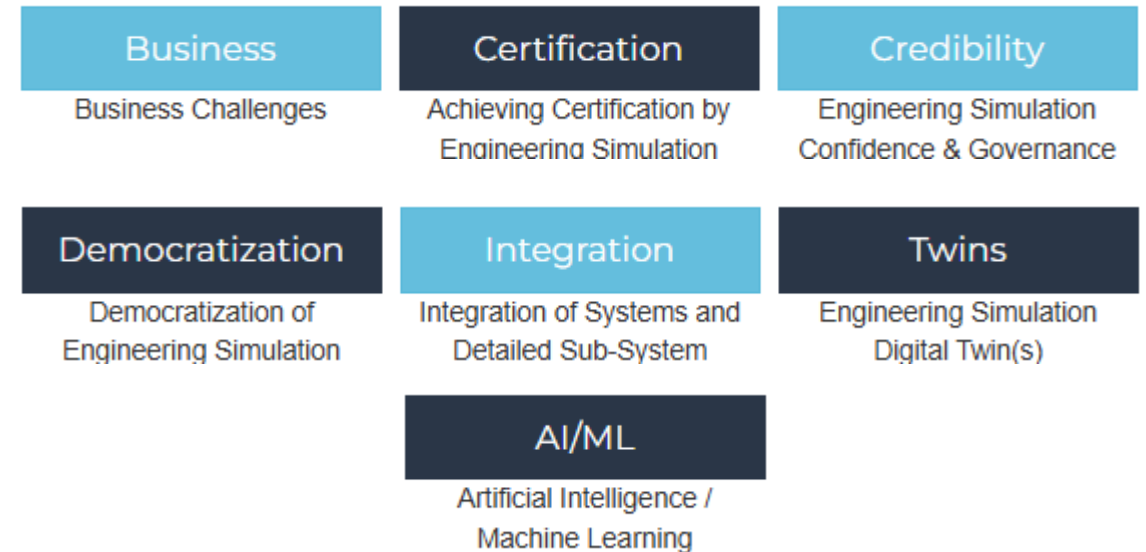 Business
Business Challenges
Certification
Achieving Certification by
Engineering Simulation
Credibility
Engineering Simulation
Confidence & Governance
Democratization
Democratization of
Engineering Simulation
Integration
Integration of Systems and
Detailed Sub-System
Twins
Engineering Simulation
Digital Twin(s)
AI/ML
Artificial Intelligence /
Machine Learning